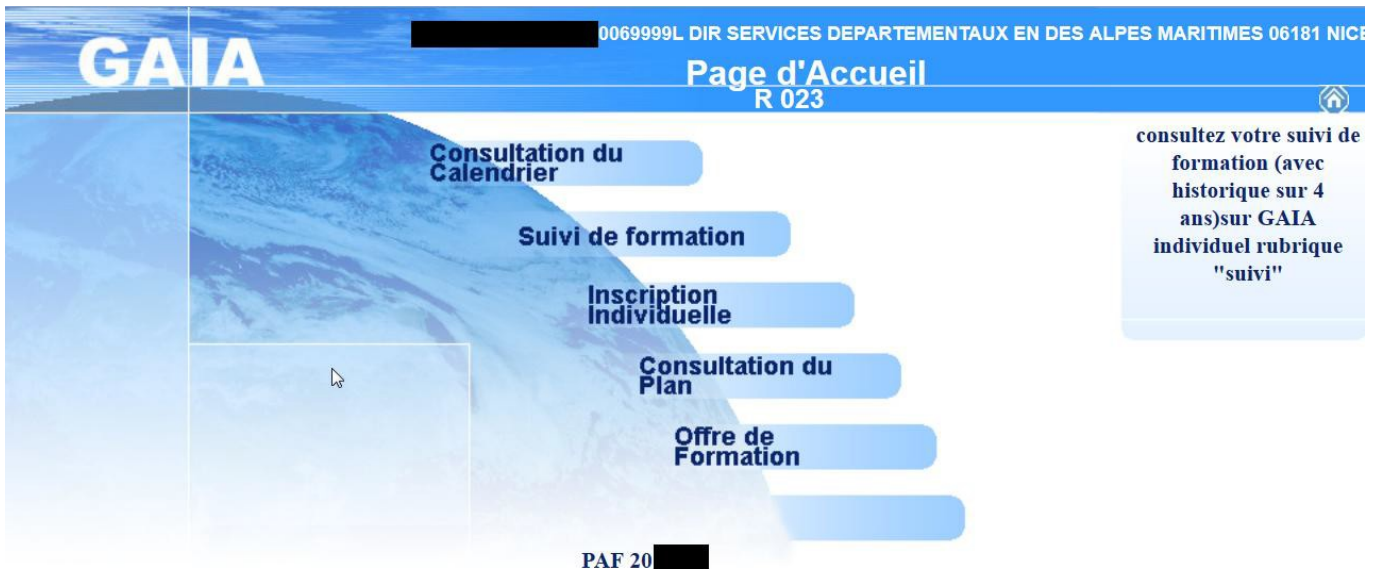 0069999L DIR SERVICES DEPARTEMENTAUX EN DES ALPES MARITIMES 06181 NICE
GAIA
Page d'Accueil
R 023
Consultation du
Calendrier
Suivi de formation
Inscription
Individuelle
Consultation du
Plan
Offre de
Formation
PAF 20
consultez votre suivi de
formation (avec
historique sur 4
ans)sur GAIA
individuel rubrique
"suivi"